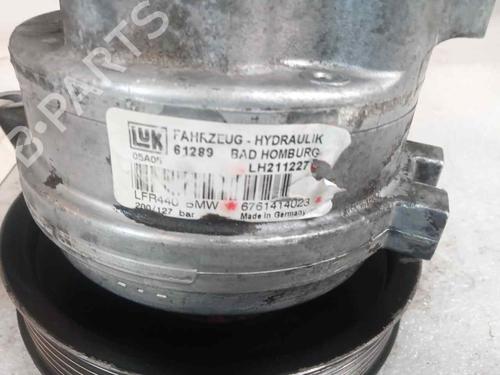 B-PARTS
LuK
FAHRZEUG - HYDRAULIK
61289 BAD HOMBURG
05A05
LH211227
LFR440 BMW * 6761414023 *
200/127 bar Made in Germany